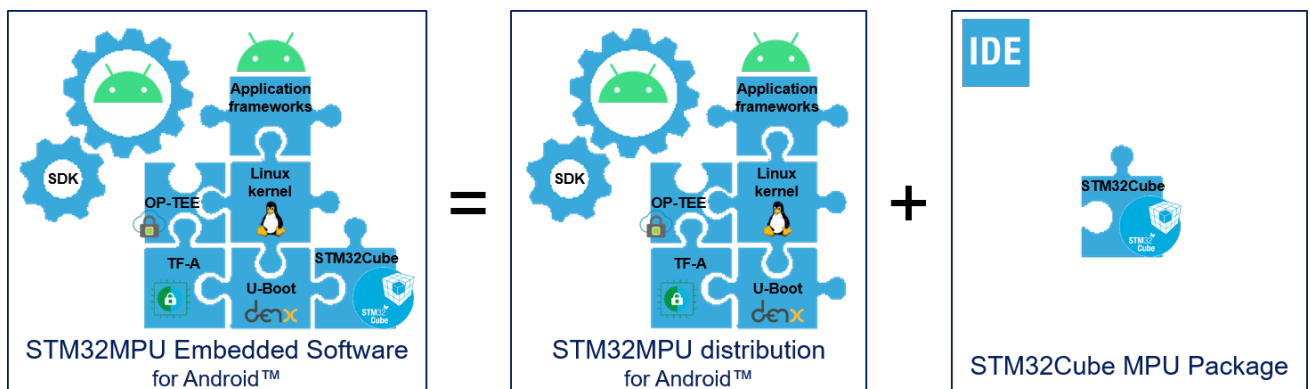 Application
frameworks
SDK
Linux
kernel
OP-TEE
TF-A
STM32Cube
U-Boot
denx
STM32
Cube
STM32MPU Embedded Software
for Android™
=
Application
frameworks
SDK
Linux
kernel
OP-TEE
TF-A
U-Boot
denx
STM32MPU distribution
for Android™
+
IDE
STM32Cube
STM32
Cube
STM32Cube MPU Package